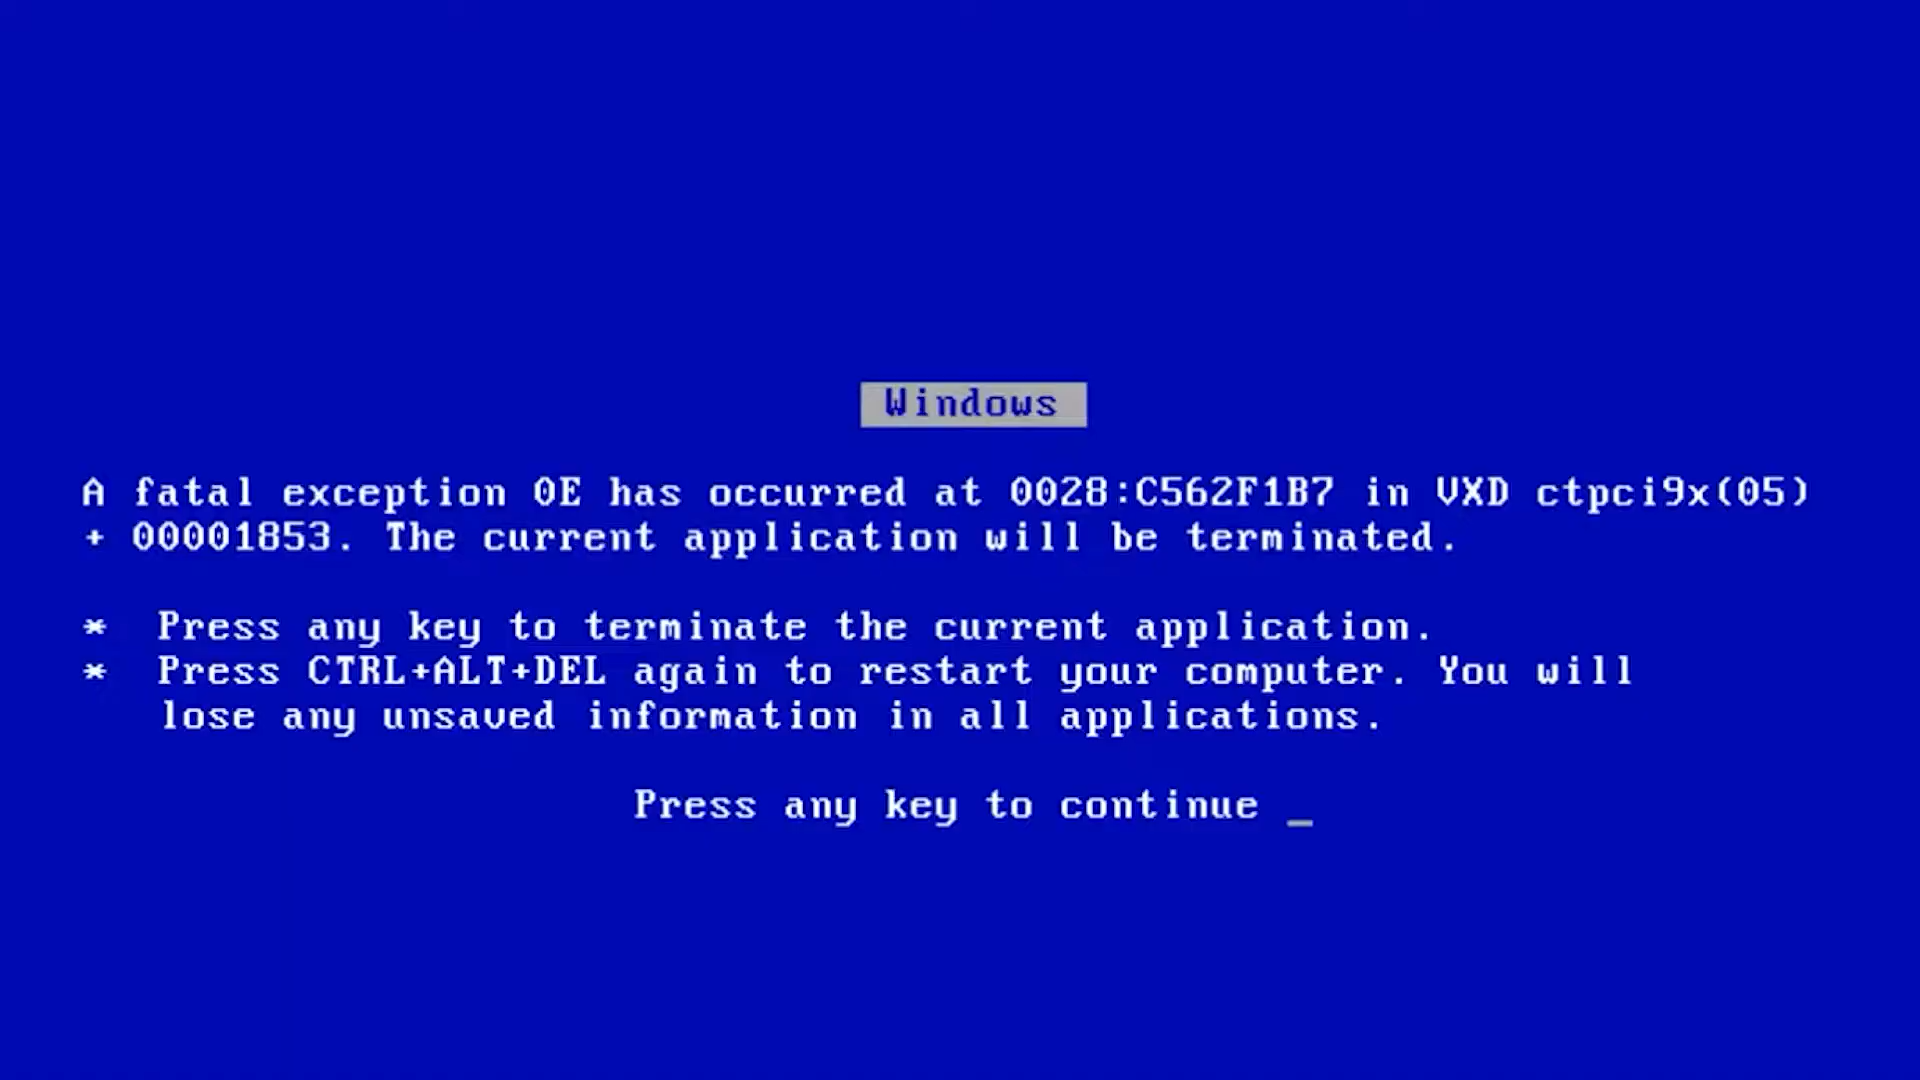 Windows
A fatal exception 0E has occurred at 0028:C562F1B7 in VXD ctpci9x(05)
+ 00001853. The current application will be terminated.
* Press any key to terminate the current application.
* Press CTRL+ALT+DEL again to restart your computer. You will
lose any unsaved information in all applications.
Press any key to continue _